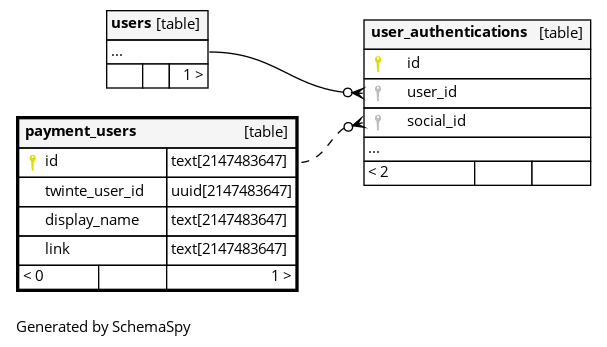 users [table]
...
1 >
user_authentications [table]
id
user_id
social_id
...
< 2
payment_users [table]
id text[2147483647]
twinte_user_id uuid[2147483647]
display_name text[2147483647]
link text[2147483647]
< 0 1 >
Generated by SchemaSpy